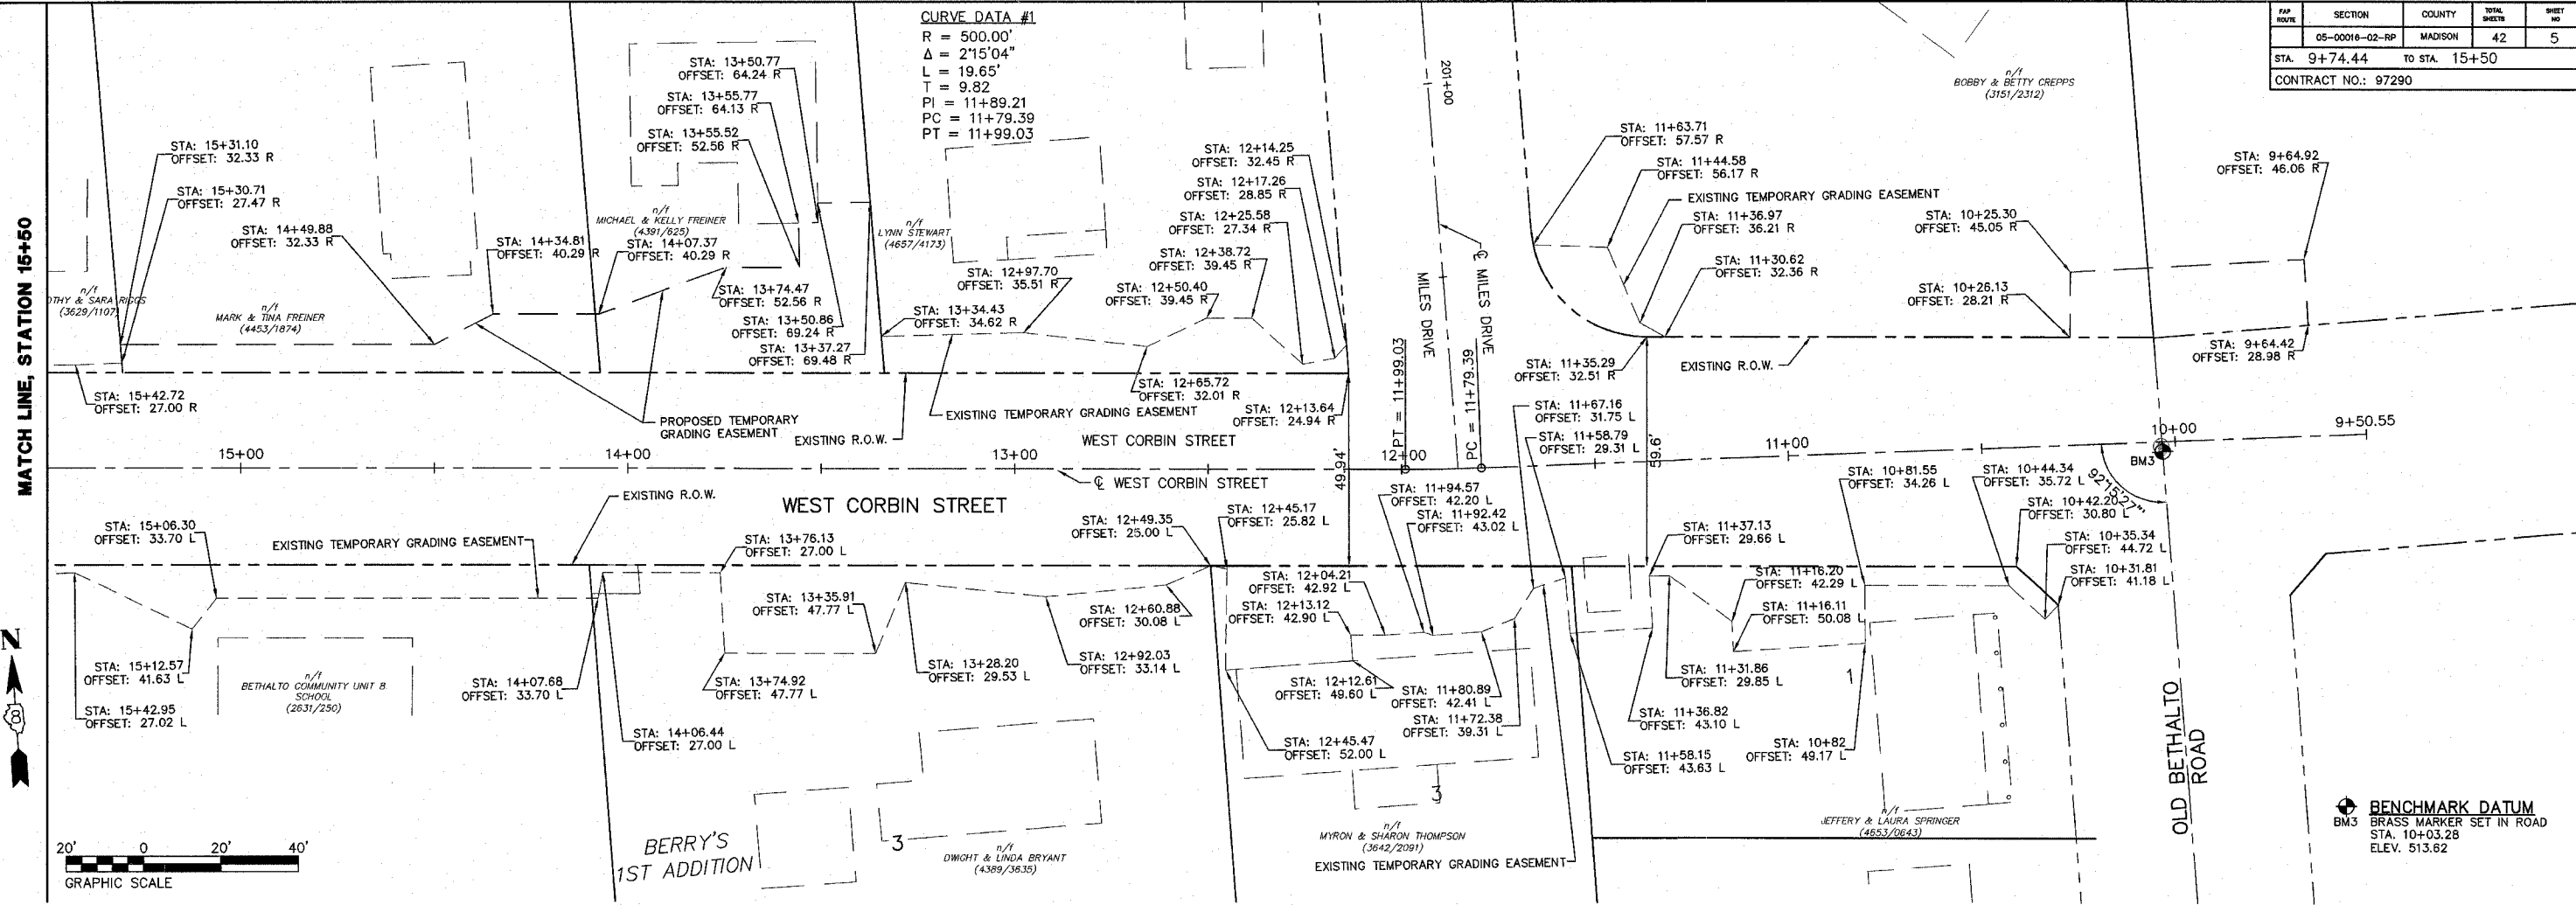 CURVE DATA #1
R = 500.00'
Δ = 2°15'04"
L = 19.65'
T = 9.82
PI = 11+89.21
PC = 11+79.39
PT = 11+99.03
FAP ROUTE
SECTION
COUNTY
TOTAL SHEETS
SHEET NO
05-00016-02-RP
MADISON
42
5
STA. 9+74.44 TO STA. 15+50
CONTRACT NO.: 97290
MATCH LINE, STATION 15+50
STA: 15+31.10
OFFSET: 32.33 R
STA: 15+30.71
OFFSET: 27.47 R
STA: 14+49.88
OFFSET: 32.33 R
STA: 14+34.81
OFFSET: 40.29 R
STA: 14+07.37
OFFSET: 40.29 R
STA: 13+50.77
OFFSET: 64.24 R
STA: 13+55.77
OFFSET: 64.13 R
STA: 13+55.52
OFFSET: 52.56 R
n/f
MICHAEL & KELLY FREINER
(4391/625)
n/f
LYNN STEWART
(4657/4173)
STA: 13+74.47
OFFSET: 52.56 R
STA: 13+50.86
OFFSET: 69.24 R
STA: 13+37.27
OFFSET: 69.48 R
STA: 13+34.43
OFFSET: 34.62 R
STA: 12+97.70
OFFSET: 35.51 R
STA: 12+14.25
OFFSET: 32.45 R
STA: 12+17.26
OFFSET: 28.85 R
STA: 12+25.58
OFFSET: 27.34 R
STA: 12+38.72
OFFSET: 39.45 R
STA: 12+50.40
OFFSET: 39.45 R
STA: 12+65.72
OFFSET: 32.01 R
STA: 12+13.64
OFFSET: 24.94 R
n/f
OTHY & SARA RIGGS
(3629/1107)
n/f
MARK & TINA FREINER
(4453/1874)
STA: 15+42.72
OFFSET: 27.00 R
PROPOSED TEMPORARY
GRADING EASEMENT
EXISTING R.O.W.
EXISTING TEMPORARY GRADING EASEMENT
WEST CORBIN STREET
201+00
MILES DRIVE
℄ MILES DRIVE
PT = 11+99.03
PC = 11+79.39
STA: 11+63.71
OFFSET: 57.57 R
STA: 11+44.58
OFFSET: 56.17 R
EXISTING TEMPORARY GRADING EASEMENT
STA: 11+36.97
OFFSET: 36.21 R
STA: 11+30.62
OFFSET: 32.36 R
STA: 11+35.29
OFFSET: 32.51 R
EXISTING R.O.W.
n/f
BOBBY & BETTY CREPPS
(3151/2312)
STA: 10+25.30
OFFSET: 45.05 R
STA: 10+26.13
OFFSET: 28.21 R
STA: 9+64.92
OFFSET: 46.06 R
STA: 9+64.42
OFFSET: 28.98 R
15+00
14+00
13+00
12+00
11+00
10+00
9+50.55
BM3
92°15'27"
℄ WEST CORBIN STREET
WEST CORBIN STREET
49.94'
59.6'
EXISTING R.O.W.
STA: 15+06.30
OFFSET: 33.70 L
EXISTING TEMPORARY GRADING EASEMENT
STA: 13+76.13
OFFSET: 27.00 L
STA: 12+49.35
OFFSET: 25.00 L
STA: 12+45.17
OFFSET: 25.82 L
STA: 11+94.57
OFFSET: 42.20 L
STA: 11+92.42
OFFSET: 43.02 L
STA: 11+67.16
OFFSET: 31.75 L
STA: 11+58.79
OFFSET: 29.31 L
STA: 11+37.13
OFFSET: 29.66 L
STA: 10+81.55
OFFSET: 34.26 L
STA: 10+44.34
OFFSET: 35.72 L
STA: 10+42.20
OFFSET: 30.80 L
STA: 10+35.34
OFFSET: 44.72 L
STA: 10+31.81
OFFSET: 41.18 L
STA: 11+16.20
OFFSET: 42.29 L
STA: 11+16.11
OFFSET: 50.08 L
STA: 11+31.86
OFFSET: 29.85 L
STA: 11+36.82
OFFSET: 43.10 L
STA: 11+58.15
OFFSET: 43.63 L
STA: 10+82
OFFSET: 49.17 L
1
STA: 12+04.21
OFFSET: 42.92 L
STA: 12+13.12
OFFSET: 42.90 L
STA: 12+12.61
OFFSET: 49.60 L
STA: 11+80.89
OFFSET: 42.41 L
STA: 11+72.38
OFFSET: 39.31 L
STA: 12+45.47
OFFSET: 52.00 L
STA: 12+60.88
OFFSET: 30.08 L
STA: 12+92.03
OFFSET: 33.14 L
STA: 13+35.91
OFFSET: 47.77 L
STA: 13+28.20
OFFSET: 29.53 L
STA: 13+74.92
OFFSET: 47.77 L
STA: 14+07.68
OFFSET: 33.70 L
STA: 14+06.44
OFFSET: 27.00 L
STA: 15+12.57
OFFSET: 41.63 L
STA: 15+42.95
OFFSET: 27.02 L
n/f
BETHALTO COMMUNITY UNIT 8
SCHOOL
(2631/250)
N
20' 0 20' 40'
GRAPHIC SCALE
BERRY'S
1ST ADDITION
3
n/f
DWIGHT & LINDA BRYANT
(4389/3635)
3
n/f
MYRON & SHARON THOMPSON
(3642/2091)
EXISTING TEMPORARY GRADING EASEMENT
n/f
JEFFERY & LAURA SPRINGER
(4653/0643)
OLD BETHALTO
ROAD
BENCHMARK DATUM
BM3 BRASS MARKER SET IN ROAD
STA. 10+03.28
ELEV. 513.62